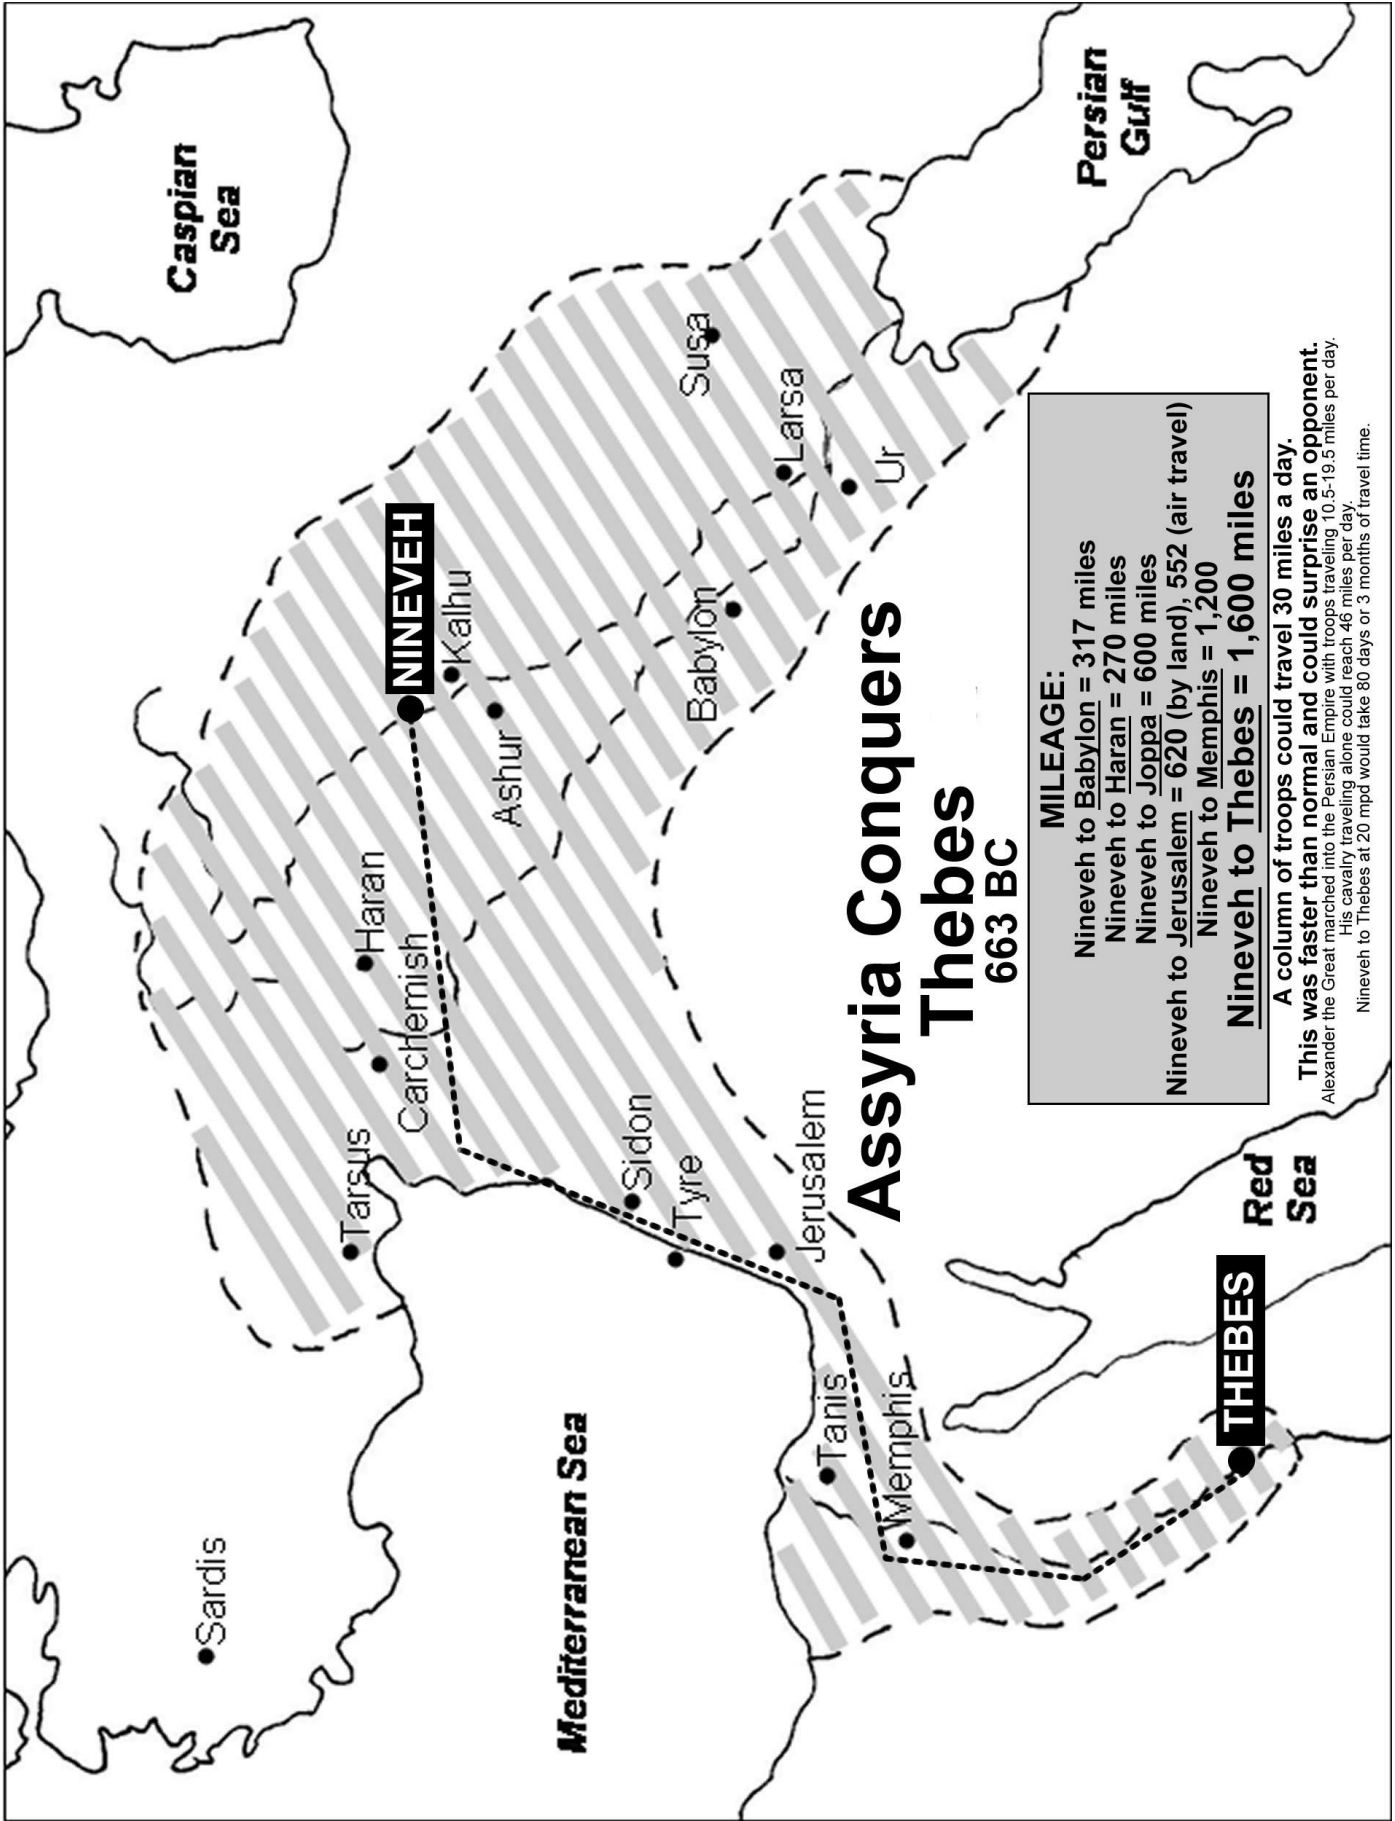 Caspian
Sea
Persian
Gulf
Mediterranean Sea
Red
Sea
Sardis
Tarsus
Carchemish
Haran
NINEVEH
Kalhu
Ashur
Babylon
Susa
Larsa
Ur
Sidon
Tyre
Jerusalem
Tanis
Memphis
THEBES
Assyria Conquers
Thebes
663 BC
MILEAGE:
Nineveh to Babylon = 317 miles
Nineveh to Haran = 270 miles
Nineveh to Joppa = 600 miles
Nineveh to Jerusalem = 620 (by land), 552 (air travel)
Nineveh to Memphis = 1,200
Nineveh to Thebes = 1,600 miles
A column of troops could travel 30 miles a day.
This was faster than normal and could surprise an opponent.
Alexander the Great marched into the Persian Empire with troops traveling 10.5-19.5 miles per day.
His cavalry traveling alone could reach 46 miles per day.
Nineveh to Thebes at 20 mpd would take 80 days or 3 months of travel time.